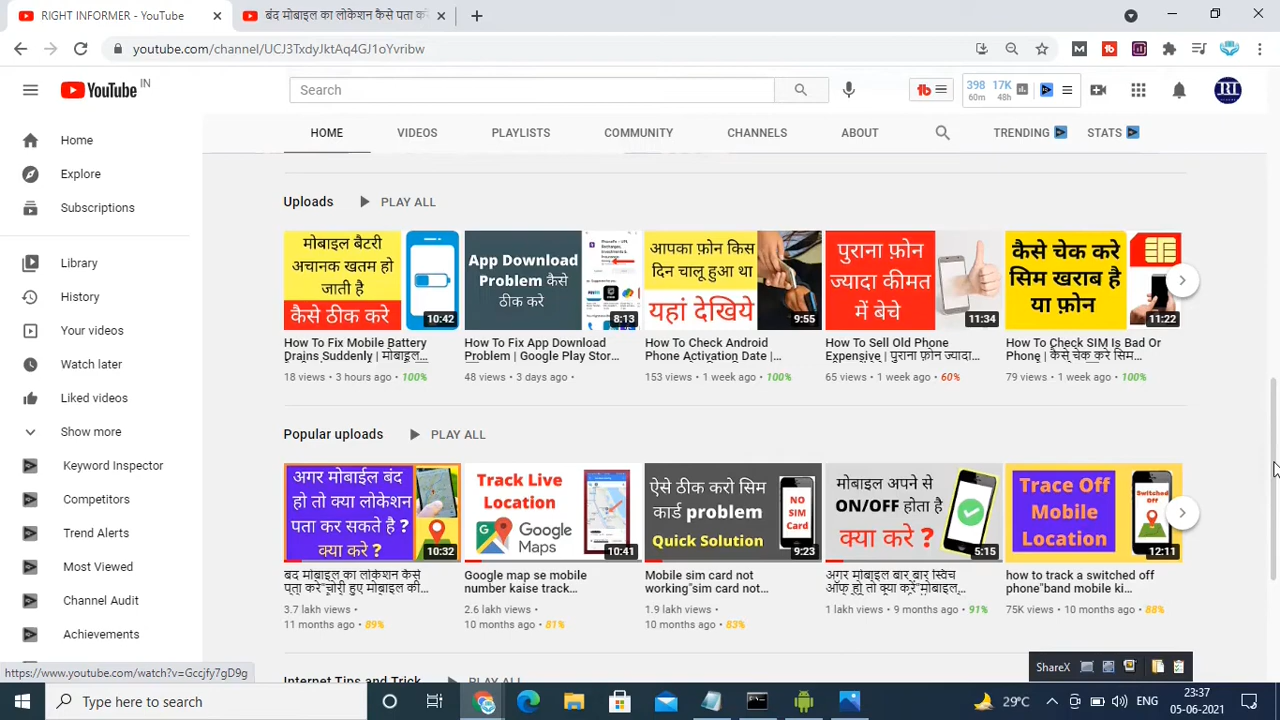 RIGHT INFORMER - YouTube
बंद मोबाइल का लोकेशन कैसे पता कर
youtube.com/channel/UCJ3TxdyJktAq4GJ1oYvribw
YouTube IN
Search
398 17K
60m 48h
HOME VIDEOS PLAYLISTS COMMUNITY CHANNELS ABOUT TRENDING STATS
Home
Explore
Subscriptions
Library
History
Your videos
Watch later
Liked videos
Show more
Keyword Inspector
Competitors
Trend Alerts
Most Viewed
Channel Audit
Achievements
Uploads PLAY ALL
मोबाइल बैटरी
अचानक खतम हो
जाती है
कैसे ठीक करे
10:42
App Download
Problem कैसे
ठीक करे
8:13
आपका फ़ोन किस
दिन चालू हुआ था
यहां देखिये
9:55
पुराना फ़ोन
ज्यादा कीमत
में बेचे
11:34
कैसे चेक करे
सिम खराब है
या फ़ोन
11:22
How To Fix Mobile Battery
Drains Suddenly | मोबाइल...
18 views • 3 hours ago • 100%
How To Fix App Download
Problem | Google Play Stor...
48 views • 3 days ago •
How To Check Android
Phone Activation Date |...
153 views • 1 week ago • 100%
How To Sell Old Phone
Expensive | पुराना फ़ोन ज्यादा...
65 views • 1 week ago • 60%
How To Check SIM Is Bad Or
Phone | कैसे चेक करे सिम...
79 views • 1 week ago • 100%
Popular uploads PLAY ALL
अगर मोबाईल बंद
हो तो क्या लोकेशन
पता कर सकते है ?
क्या करे ?
10:32
Track Live
Location
Google
Maps
10:41
ऐसे ठीक करो सिम
कार्ड problem
Quick Solution
NO
SIM
Card
9:23
मोबाइल अपने से
ON/OFF होता है
क्या करे ?
5:15
Trace Off
Mobile
Location
Switched
Off
12:11
बंद मोबाइल का लोकेशन कैसे
पता करे"चोरी हुए मोबाइल की...
3.7 lakh views •
11 months ago • 89%
Google map se mobile
number kaise track...
2.6 lakh views •
10 months ago • 81%
Mobile sim card not
working"sim card not...
1.9 lakh views •
10 months ago • 83%
अगर मोबाइल बार बार स्विच
ऑफ़ हो तो क्या करें"मोबाइल...
1 lakh views • 9 months ago • 91%
how to track a switched off
phone"band mobile ki...
75K views • 10 months ago • 88%
Internet Tips and Trick PLAY ALL
https://www.youtube.com/watch?v=Gccjfy7gD9g
ShareX
Type here to search
29°C
ENG
23:37
05-06-2021